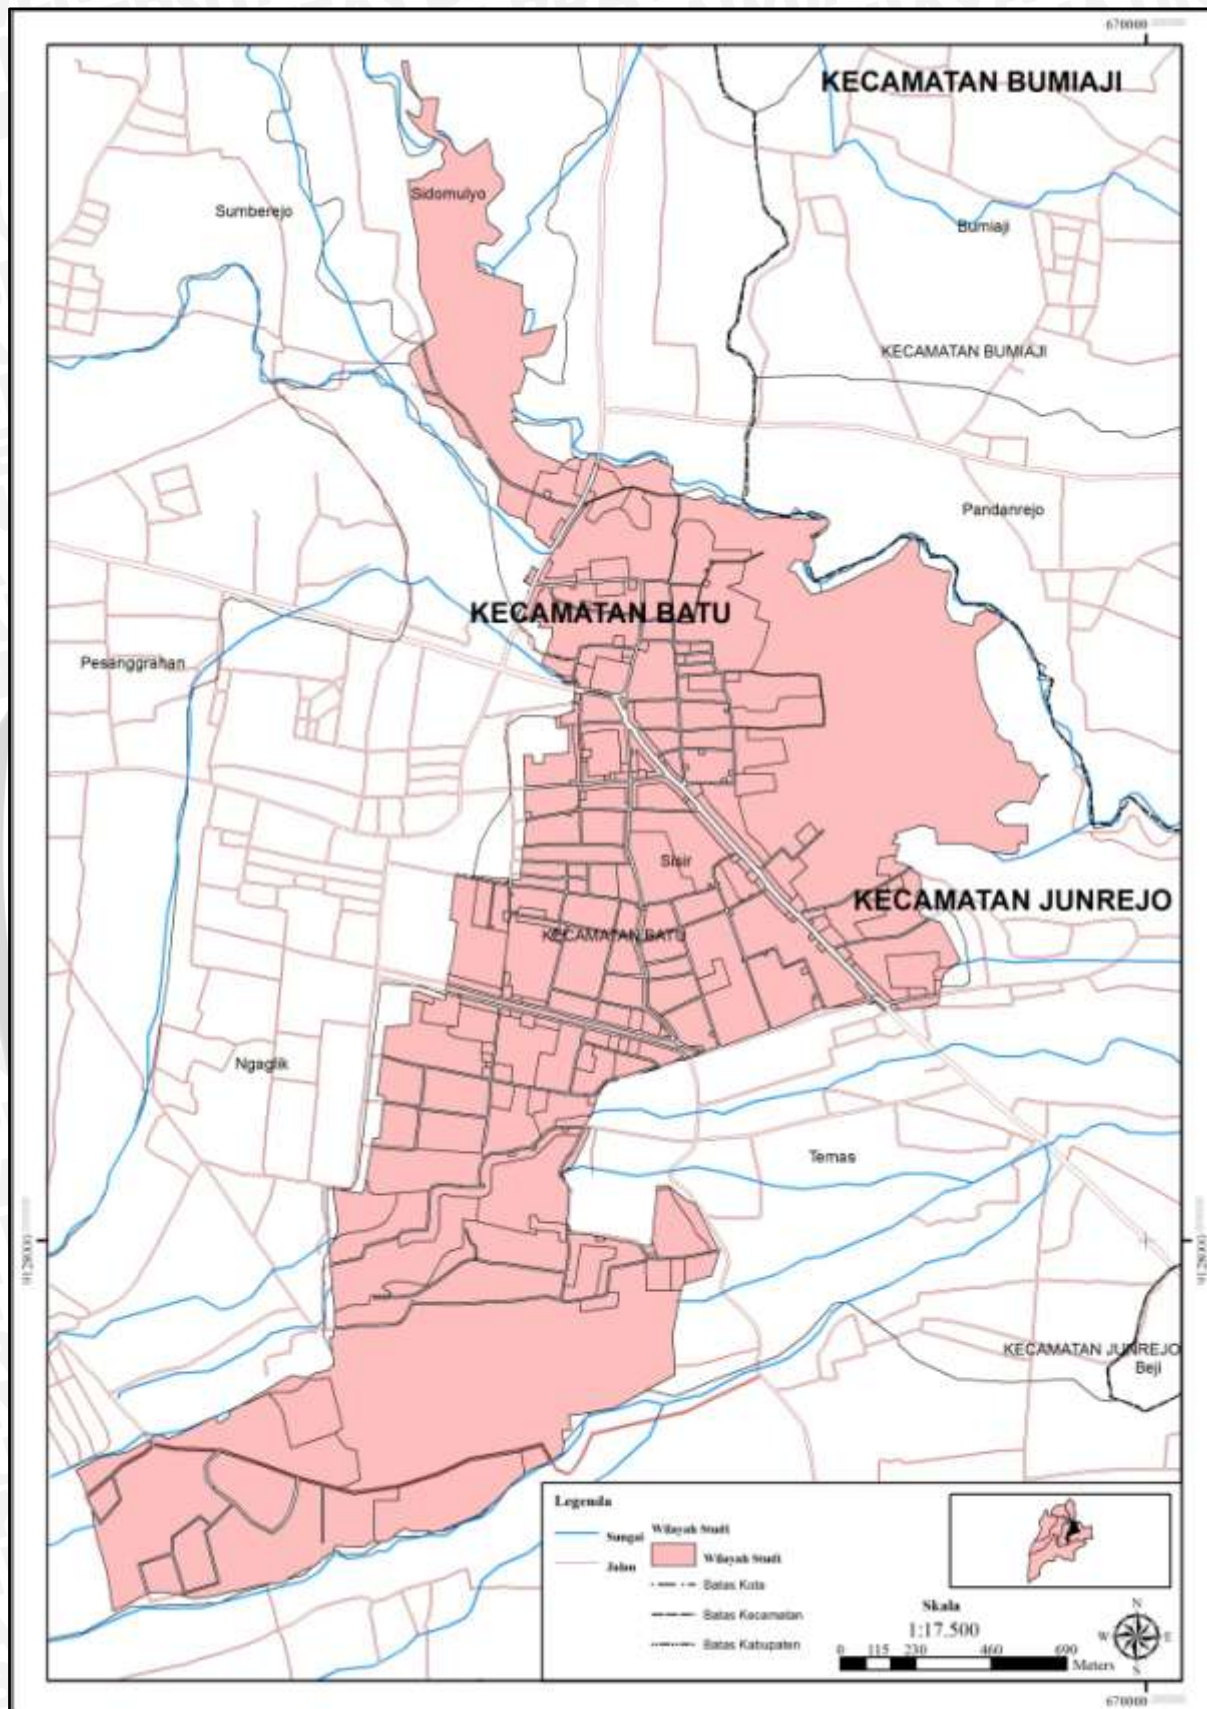 670000
KECAMATAN BUMIAJI
Sidomulyo
Sumberejo
Bumiaji
KECAMATAN BUMIAJI
Pandanrejo
KECAMATAN BATU
Pesanggrahan
Sisir
KECAMATAN JUNREJO
KECAMATAN BATU
Ngaglik
Temas
9128000
9128000
KECAMATAN JUNREJO
Beji
Legenda
Sungai
Jalan
Wilayah Studi
Wilayah Studi
Batas Kota
Batas Kecamatan
Batas Kabupaten
Skala
1:17.500
0 115 230 460 690
Meters
N
W E
S
670000